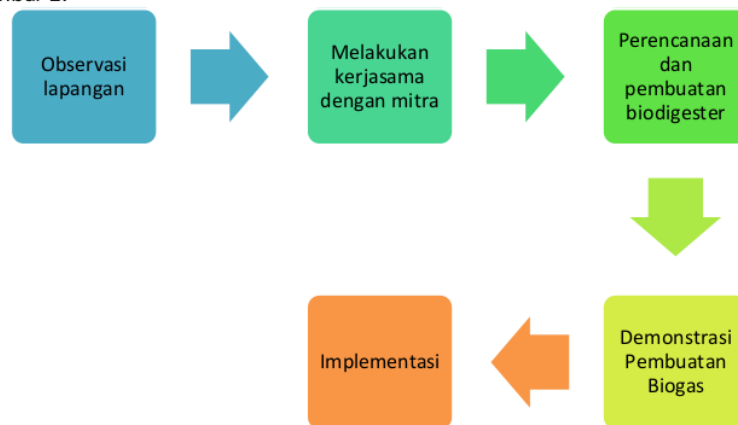 Observasi
lapangan
Melakukan
kerjasama
dengan mitra
Perencanaan
dan
pembuatan
biodigester
Demonstrasi
Pembuatan
Biogas
Implementasi